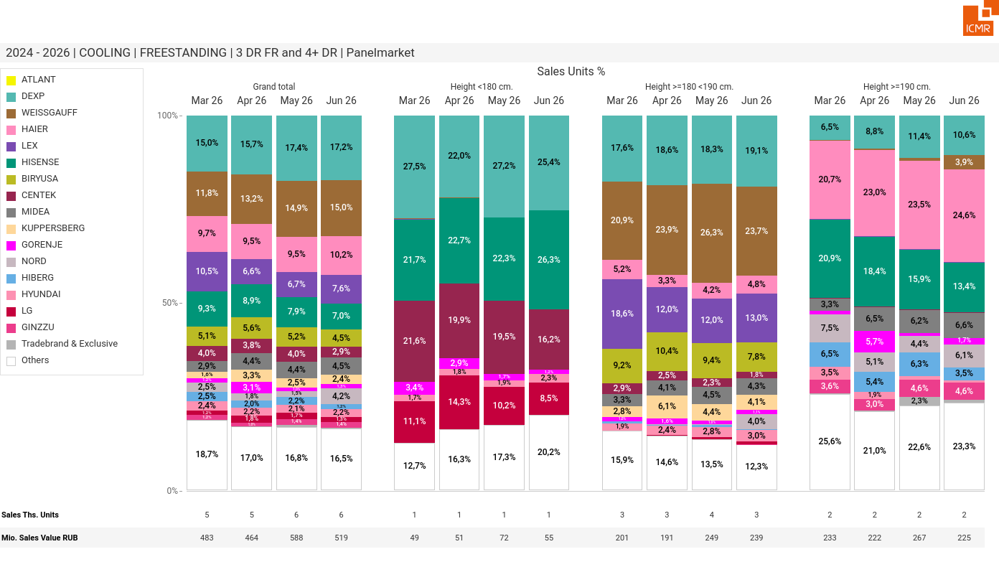 ICMR
2024 - 2026 | COOLING | FREESTANDING | 3 DR FR and 4+ DR | Panelmarket
Sales Units %
ATLANT
DEXP
WEISSGAUFF
HAIER
LEX
HISENSE
BIRYUSA
CENTEK
MIDEA
KUPPERSBERG
GORENJE
NORD
HIBERG
HYUNDAI
LG
GINZZU
Tradebrand & Exclusive
Others
100%
50%
0%
Grand total
Mar 26 Apr 26 May 26 Jun 26
15,0% 15,7% 17,4% 17,2%
11,8% 13,2% 14,9% 15,0%
9,7% 9,5% 9,5% 10,2%
10,5% 6,6% 6,7% 7,6%
9,3% 8,9% 7,9% 7,0%
5,1% 5,6% 5,2% 4,5%
4,0% 3,8% 4,0% 2,9%
2,9% 4,4% 4,4% 4,5%
1,6% 3,3% 2,5% 2,4%
3,1% 1,3%
2,5% 1,8% 1,5% 4,2%
2,5% 2,0% 2,2% 1,2%
2,4% 2,2% 2,1% 2,2%
1,2% 1,8% 1,7% 1,3%
1,2% 1,0% 1,4% 1,4%
18,7% 17,0% 16,8% 16,5%
Height <180 cm.
Mar 26 Apr 26 May 26 Jun 26
27,5% 22,0% 27,2% 25,4%
21,7% 22,7% 22,3% 26,3%
21,6% 19,9% 19,5% 16,2%
3,4% 2,9% 1,7%
1,7% 1,8% 1,9% 2,3%
11,1% 14,3% 10,2% 8,5%
12,7% 16,3% 17,3% 20,2%
Height >=180 <190 cm.
Mar 26 Apr 26 May 26 Jun 26
17,6% 18,6% 18,3% 19,1%
20,9% 23,9% 26,3% 23,7%
5,2% 3,3% 4,2% 4,8%
18,6% 12,0% 12,0% 13,0%
9,2% 10,4% 9,4% 7,8%
2,9% 2,5% 2,3% 1,8%
3,3% 4,1% 4,5% 4,3%
2,8% 6,1% 4,4% 4,1%
1,6%
4,0%
1,9% 2,4% 2,8% 3,0%
15,9% 14,6% 13,5% 12,3%
Height >=190 cm.
Mar 26 Apr 26 May 26 Jun 26
6,5% 8,8% 11,4% 10,6%
3,9%
20,7% 23,0% 23,5% 24,6%
20,9% 18,4% 15,9% 13,4%
3,3% 6,5% 6,2% 6,6%
5,7% 1,7%
7,5% 5,1% 4,4% 6,1%
6,5% 5,4% 6,3% 3,5%
3,5% 1,9%
3,6% 3,0% 4,6% 4,6%
2,3%
25,6% 21,0% 22,6% 23,3%
Sales Ths. Units 5 5 6 6 1 1 1 1 3 3 4 3 2 2 2 2
Mio. Sales Value RUB 483 464 588 519 49 51 72 55 201 191 249 239 233 222 267 225